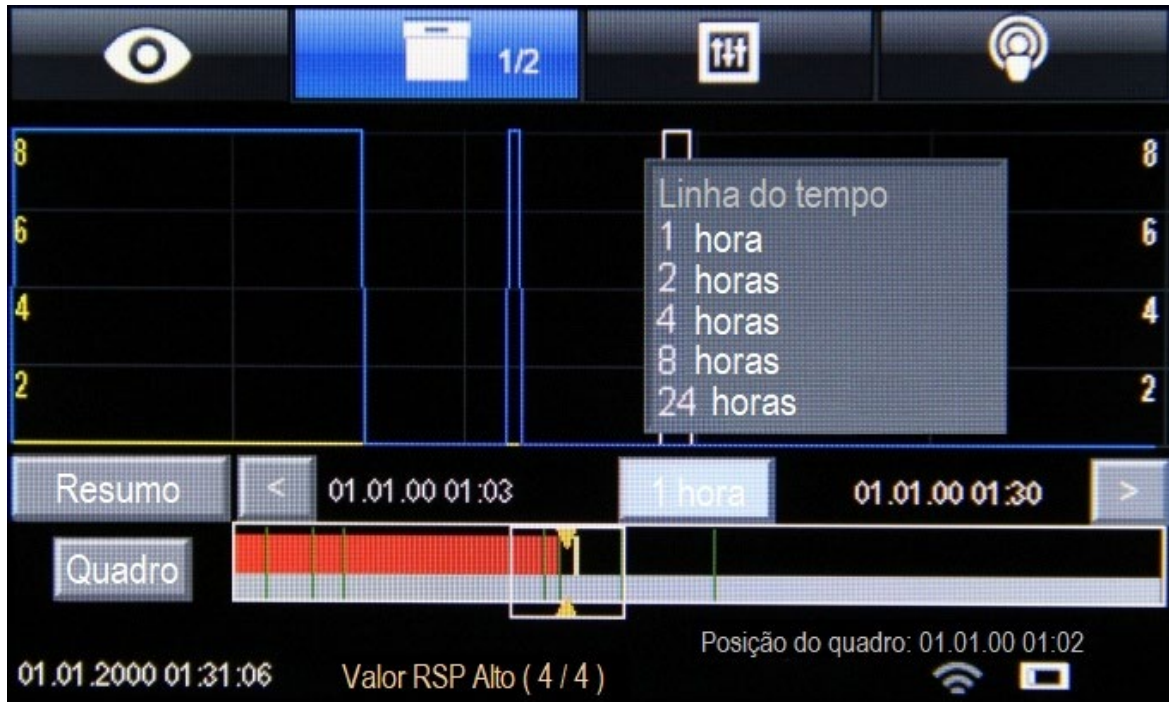 1/2
8
8
Linha do tempo
6
1 hora
6
2 horas
4
4 horas
4
8 horas
2
24 horas
2
Resumo
<
01.01.00 01:03
1 hora
01.01.00 01:30
>
Quadro
Posição do quadro: 01.01.00 01:02
01.01.2000 01:31:06
Valor RSP Alto ( 4 / 4 )